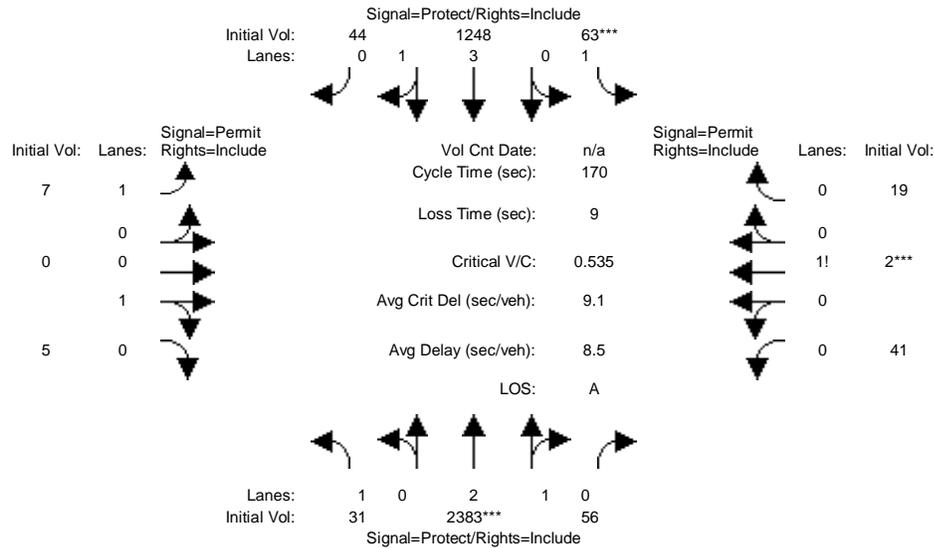 Signal=Protect/Rights=Include
Initial Vol: 44 1248 63***
Lanes: 0 1 3 0 1
Signal=Permit Signal=Permit
Initial Vol: Lanes: Rights=Include Vol Cnt Date: n/a Rights=Include Lanes: Initial Vol:
Cycle Time (sec): 170
7 1 0 19
Loss Time (sec): 9
0 0
0 0 Critical V/C: 0.535 1! 2***
1 Avg Crit Del (sec/veh): 9.1 0
5 0 Avg Delay (sec/veh): 8.5 0 41
LOS: A
Lanes: 1 0 2 1 0
Initial Vol: 31 2383*** 56
Signal=Protect/Rights=Include